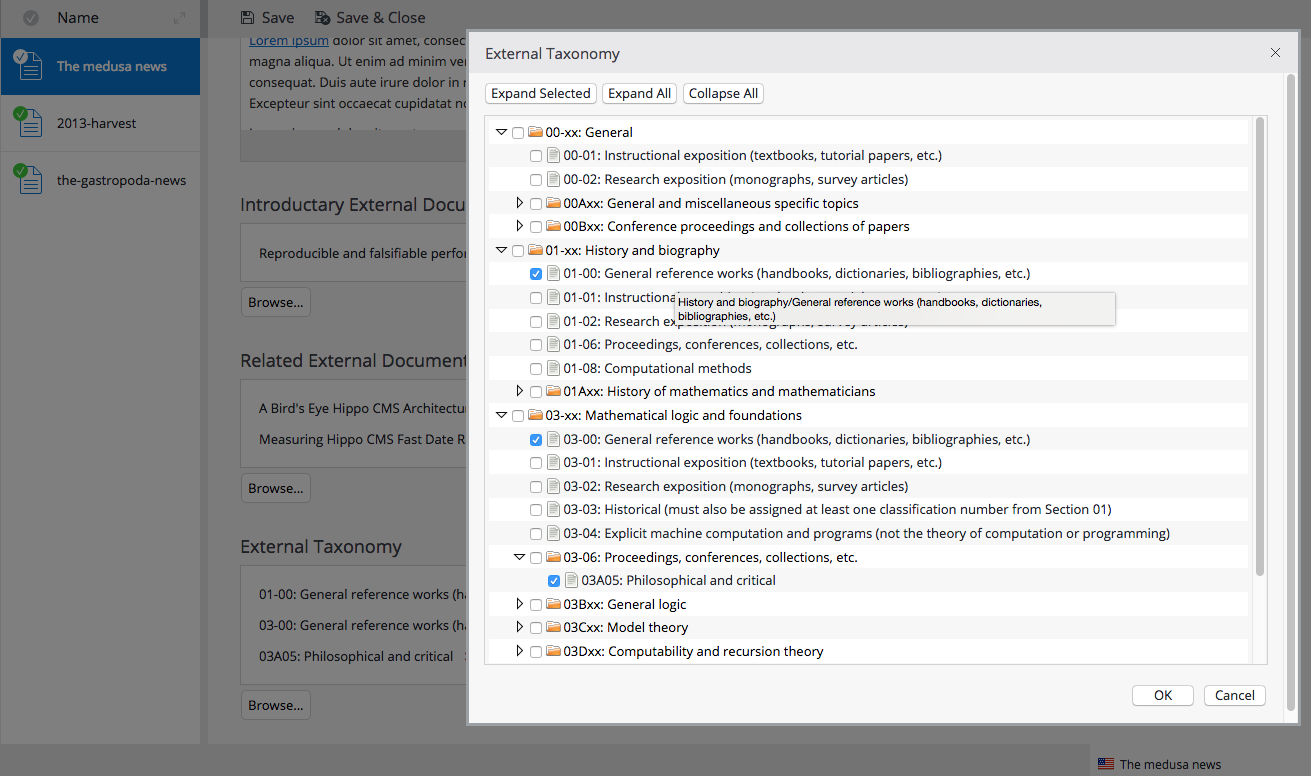 Name
The medusa news
2013-harvest
the-gastropoda-news
Save
Save & Close
Lorem ipsum dolor sit amet, consec
magna aliqua. Ut enim ad minim ve
consequat. Duis aute irure dolor in
Excepteur sint occaecat cupidatat n
Introductary External Docu
Reproducible and falsifiable perfor
Browse...
Related External Document
A Bird's Eye Hippo CMS Architectu
Measuring Hippo CMS Fast Date R
Browse...
External Taxonomy
01-00: General reference works (ha
03-00: General reference works (ha
03A05: Philosophical and critical
Browse...
External Taxonomy
Expand Selected
Expand All
Collapse All
00-xx: General
00-01: Instructional exposition (textbooks, tutorial papers, etc.)
00-02: Research exposition (monographs, survey articles)
00Axx: General and miscellaneous specific topics
00Bxx: Conference proceedings and collections of papers
01-xx: History and biography
01-00: General reference works (handbooks, dictionaries, bibliographies, etc.)
01-01: Instructiona
History and biography/General reference works (handbooks, dictionaries,
bibliographies, etc.)
01-02: Research exposition (monographs, survey articles)
01-06: Proceedings, conferences, collections, etc.
01-08: Computational methods
01Axx: History of mathematics and mathematicians
03-xx: Mathematical logic and foundations
03-00: General reference works (handbooks, dictionaries, bibliographies, etc.)
03-01: Instructional exposition (textbooks, tutorial papers, etc.)
03-02: Research exposition (monographs, survey articles)
03-03: Historical (must also be assigned at least one classification number from Section 01)
03-04: Explicit machine computation and programs (not the theory of computation or programming)
03-06: Proceedings, conferences, collections, etc.
03A05: Philosophical and critical
03Bxx: General logic
03Cxx: Model theory
03Dxx: Computability and recursion theory
OK
Cancel
The medusa news